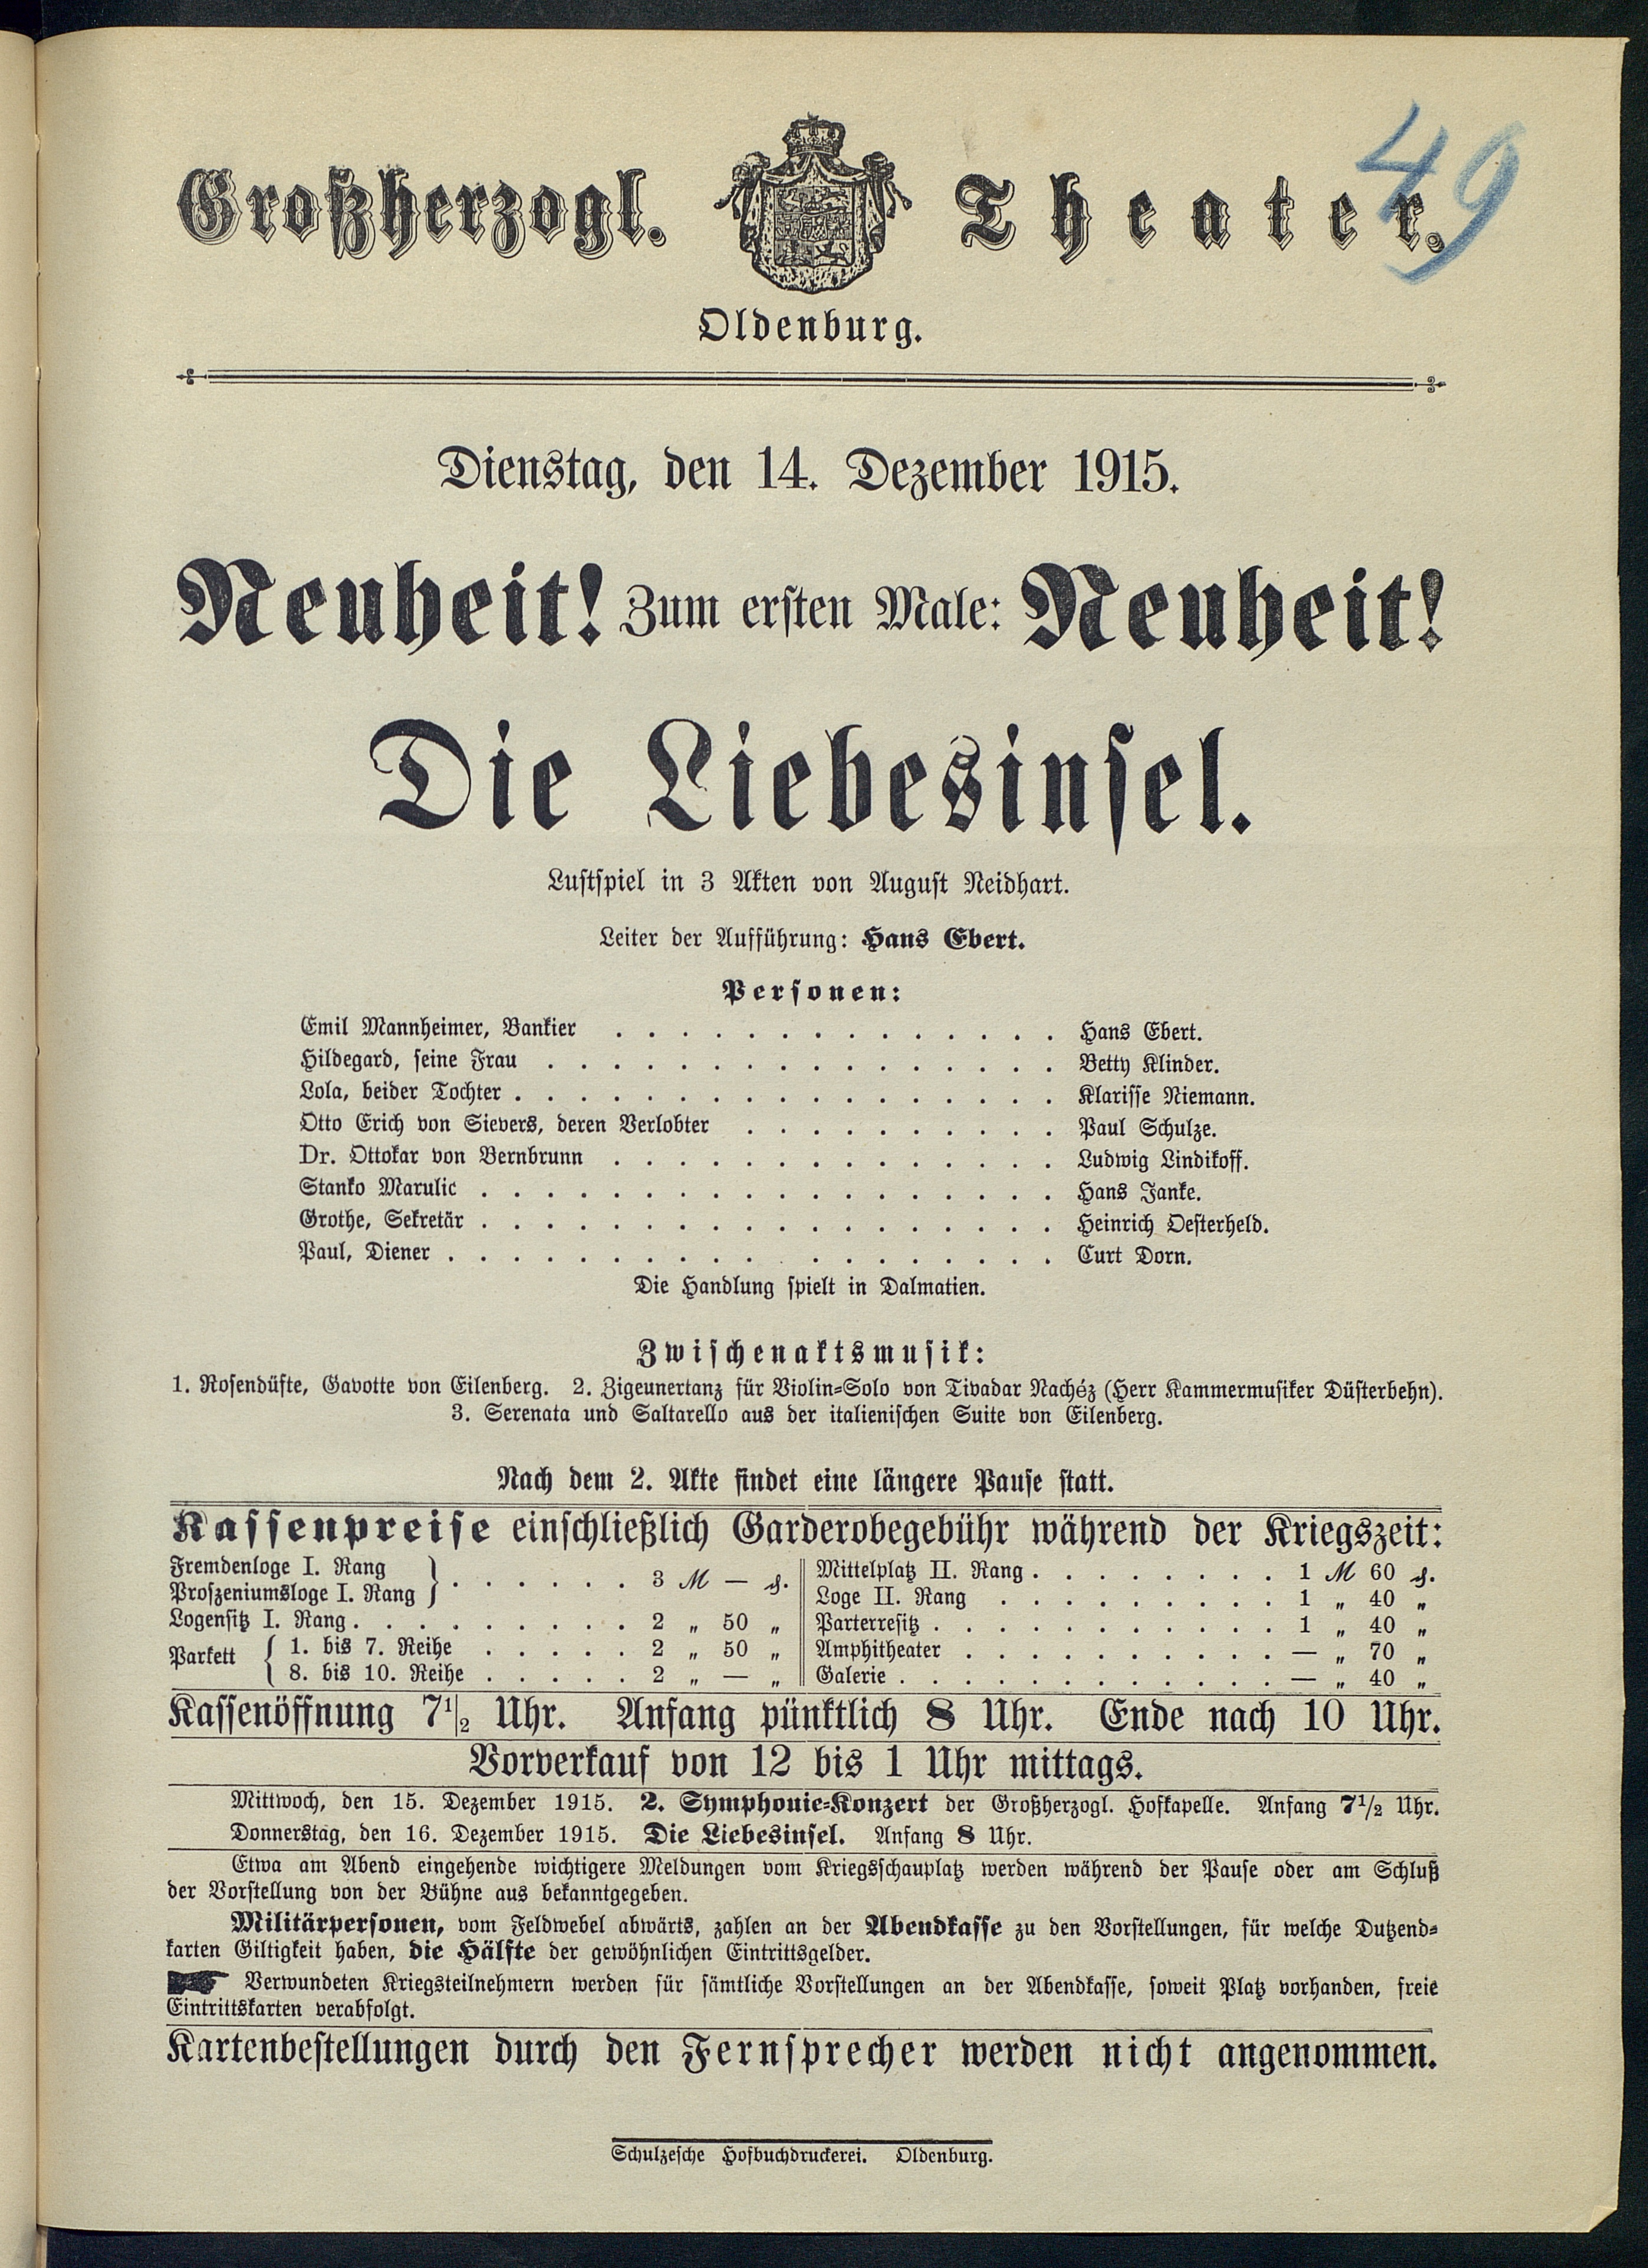 49
Großherzogl. Theater.
Oldenburg.
Dienstag, den 14. Dezember 1915.
Neuheit! Zum ersten Male: Neuheit!
Die Liebesinsel.
Lustspiel in 3 Akten von August Neidhart.
Leiter der Aufführung: Hans Ebert.
Personen:
Emil Mannheimer, Bankier . . . . . . . . . . . . . . Hans Ebert.
Hildegard, seine Frau . . . . . . . . . . . . . . . . Betty Klinder.
Lola, beider Tochter . . . . . . . . . . . . . . . . . Klarisse Niemann.
Otto Erich von Sievers, deren Verlobter . . . . . . . . . . Paul Schulze.
Dr. Ottokar von Bernbrunn . . . . . . . . . . . . . . Ludwig Lindikoff.
Stanko Marulic . . . . . . . . . . . . . . . . . . Hans Janke.
Grothe, Sekretär . . . . . . . . . . . . . . . . . . Heinrich Oesterheld.
Paul, Diener . . . . . . . . . . . . . . . . . . . Curt Dorn.
Die Handlung spielt in Dalmatien.
Zwischenaktsmusik:
1. Rosendüfte, Gavotte von Eilenberg. 2. Zigeunertanz für Violin-Solo von Tivadar Nachéz (Herr Kammermusiker Düsterbehn).
3. Serenata und Saltarello aus der italienischen Suite von Eilenberg.
Nach dem 2. Akte findet eine längere Pause statt.
Kassenpreise einschließlich Garderobegebühr während der Kriegszeit:
Fremdenloge I. Rang
Proszeniumsloge I. Rang } . . . . . . 3 M — ₰.
Logensitz I. Rang . . . . . . . . . 2 „ 50 „
Parkett { 1. bis 7. Reihe . . . . . 2 „ 50 „
8. bis 10. Reihe . . . . . 2 „ — „
Mittelplatz II. Rang . . . . . . . . 1 M 60 ₰.
Loge II. Rang . . . . . . . . . 1 „ 40 „
Parterresitz . . . . . . . . . . . 1 „ 40 „
Amphitheater . . . . . . . . . . — „ 70 „
Galerie . . . . . . . . . . . . — „ 40 „
Kassenöffnung 7½ Uhr. Anfang pünktlich 8 Uhr. Ende nach 10 Uhr.
Vorverkauf von 12 bis 1 Uhr mittags.
Mittwoch, den 15. Dezember 1915. 2. Symphonie-Konzert der Großherzogl. Hofkapelle. Anfang 7½ Uhr.
Donnerstag, den 16. Dezember 1915. Die Liebesinsel. Anfang 8 Uhr.
Etwa am Abend eingehende wichtigere Meldungen vom Kriegsschauplatz werden während der Pause oder am Schluß
der Vorstellung von der Bühne aus bekanntgegeben.
Militärpersonen, vom Feldwebel abwärts, zahlen an der Abendkasse zu den Vorstellungen, für welche Dutzend-
karten Giltigkeit haben, die Hälfte der gewöhnlichen Eintrittsgelder.
Verwundeten Kriegsteilnehmern werden für sämtliche Vorstellungen an der Abendkasse, soweit Platz vorhanden, freie
Eintrittskarten verabfolgt.
Kartenbestellungen durch den Fernsprecher werden nicht angenommen.
Schulzesche Hofbuchdruckerei. Oldenburg.